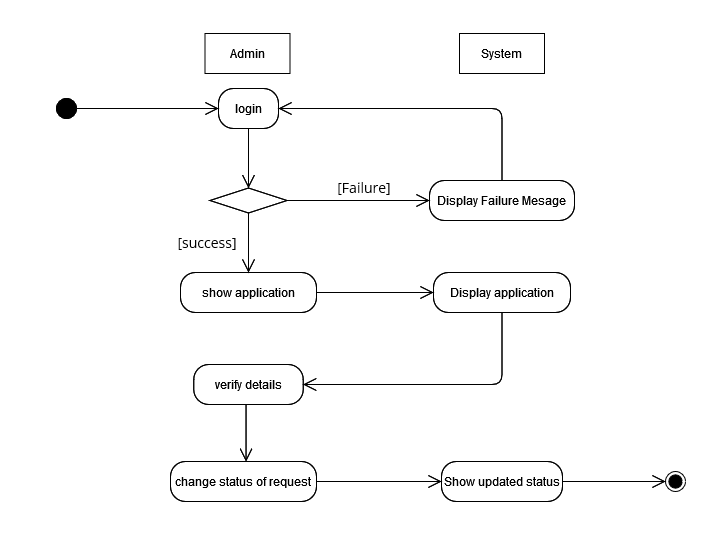 Admin
System
login
[Failure]
Display Failure Mesage
[success]
show application
Display application
verify details
change status of request
Show updated status